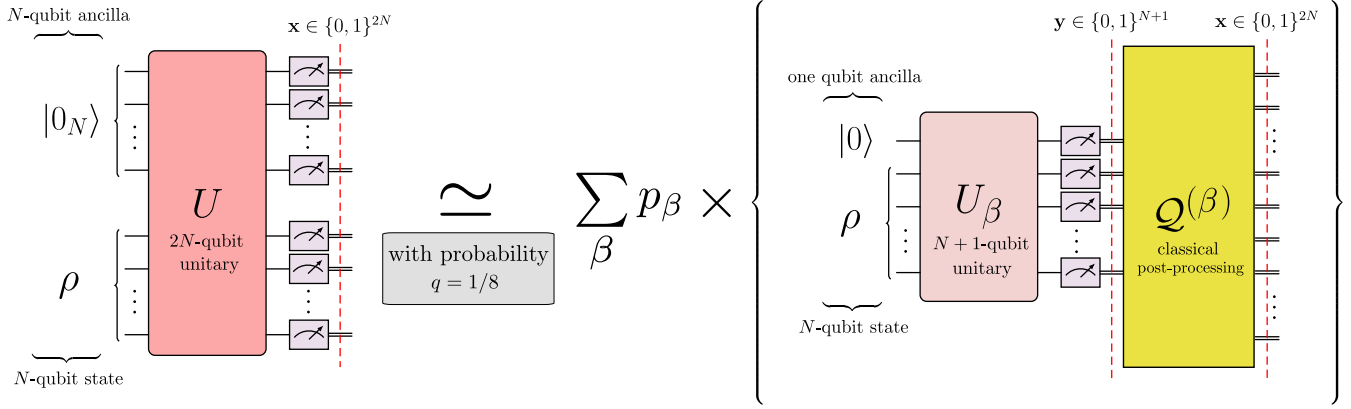 N-qubit ancilla
x ∈ {0, 1}^{2N}
|0_N⟩
U
2N-qubit
unitary
ρ
N-qubit state
≃
with probability
q = 1/8
∑_β p_β ×
y ∈ {0, 1}^{N+1}
x ∈ {0, 1}^{2N}
one qubit ancilla
|0⟩
U_β
N + 1-qubit
unitary
ρ
N-qubit state
Q^{(β)}
classical
post-processing